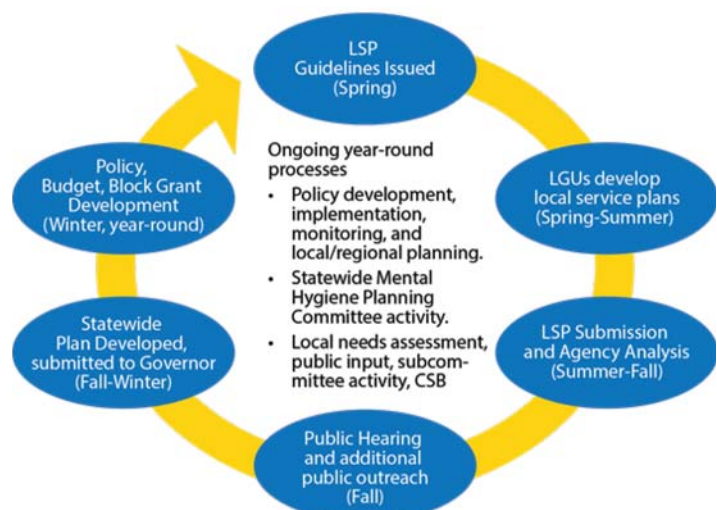 LSP
Guidelines Issued
(Spring)
LGUs develop
local service plans
(Spring-Summer)
LSP Submission
and Agency Analysis
(Summer-Fall)
Public Hearing
and additional
public outreach
(Fall)
Statewide
Plan Developed,
submitted to Governor
(Fall-Winter)
Policy,
Budget, Block Grant
Development
(Winter, year-round)
Ongoing year-round
processes
• Policy development,
implementation,
monitoring, and
local/regional planning.
• Statewide Mental
Hygiene Planning
Committee activity.
• Local needs assessment,
public input, subcom-
mittee activity, CSB